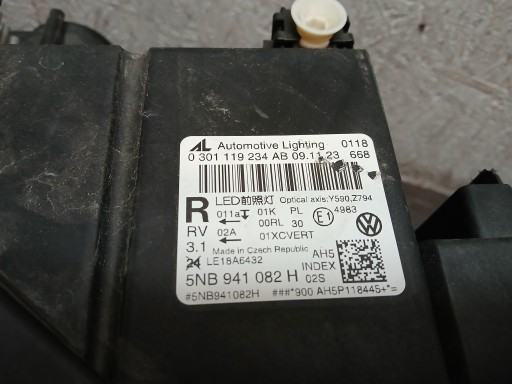 AL Automotive Lighting 0118
0 301 119 234 AB 09.11.23 668
LED前照灯 Optical axis:Y590,Z794
R 011a 01K PL E1 4983
00RL 30
RV 02A 01XCVERT
3.1 Made in Czech Republic AH5
24 LE18A6432 INDEX
5NB 941 082 H 02S
#5NB941082H ###*900 AH5P118445+*=